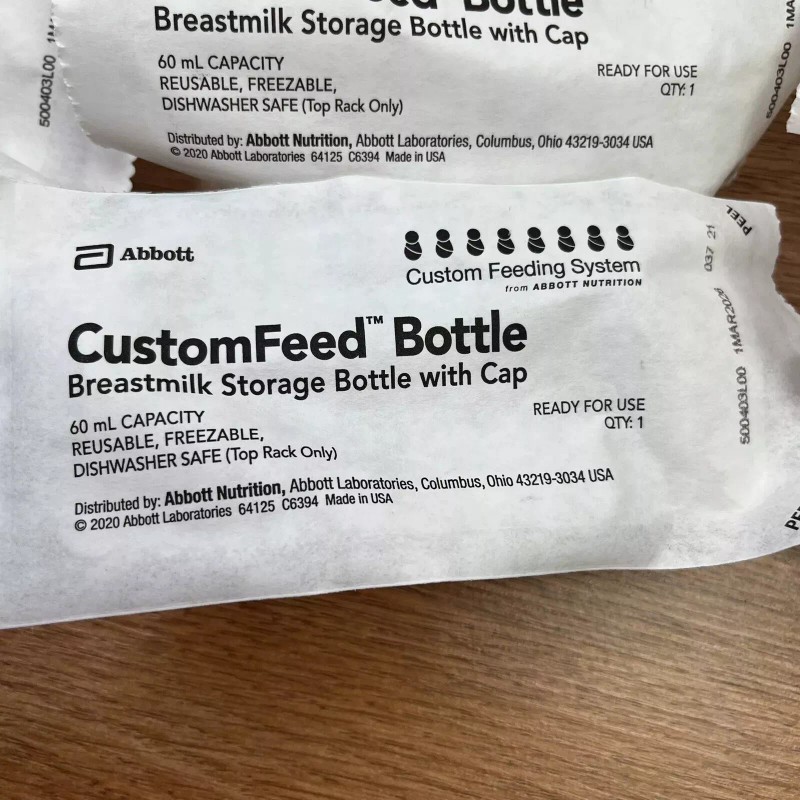 Bottle
Breastmilk Storage Bottle with Cap
60 mL CAPACITY
REUSABLE, FREEZABLE,
DISHWASHER SAFE (Top Rack Only)
READY FOR USE
QTY: 1
Distributed by: Abbott Nutrition, Abbott Laboratories, Columbus, Ohio 43219-3034 USA
© 2020 Abbott Laboratories 64125 C6394 Made in USA
500403L00
500403L00
Abbott
Custom Feeding System
from ABBOTT NUTRITION
CustomFeed™ Bottle
Breastmilk Storage Bottle with Cap
60 mL CAPACITY
REUSABLE, FREEZABLE,
DISHWASHER SAFE (Top Rack Only)
READY FOR USE
QTY: 1
Distributed by: Abbott Nutrition, Abbott Laboratories, Columbus, Ohio 43219-3034 USA
© 2020 Abbott Laboratories 64125 C6394 Made in USA
PEEL
037 21
500403L00